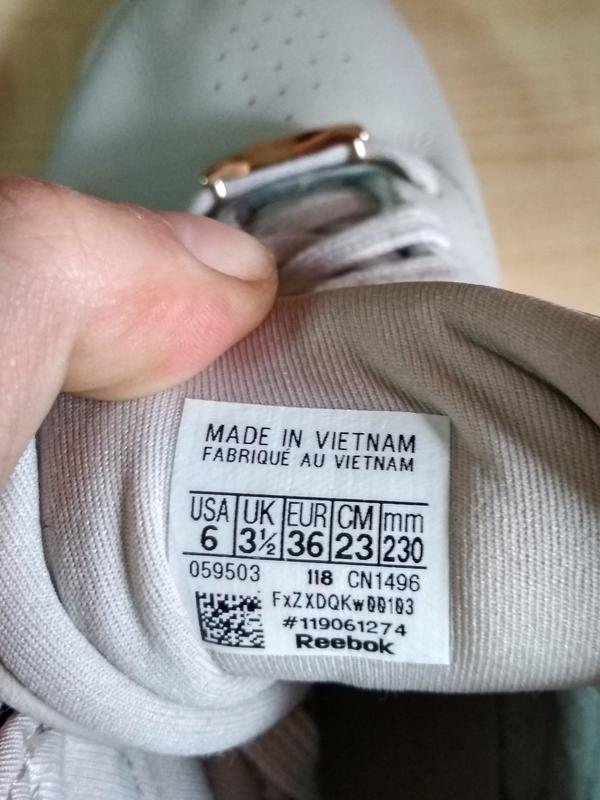 MADE IN VIETNAM
FABRIQUÉ AU VIETNAM
USA UK EUR CM mm
6 3½ 36 23 230
059503 118 CN1496
FxZXDQKw00103
#119061274
Reebok